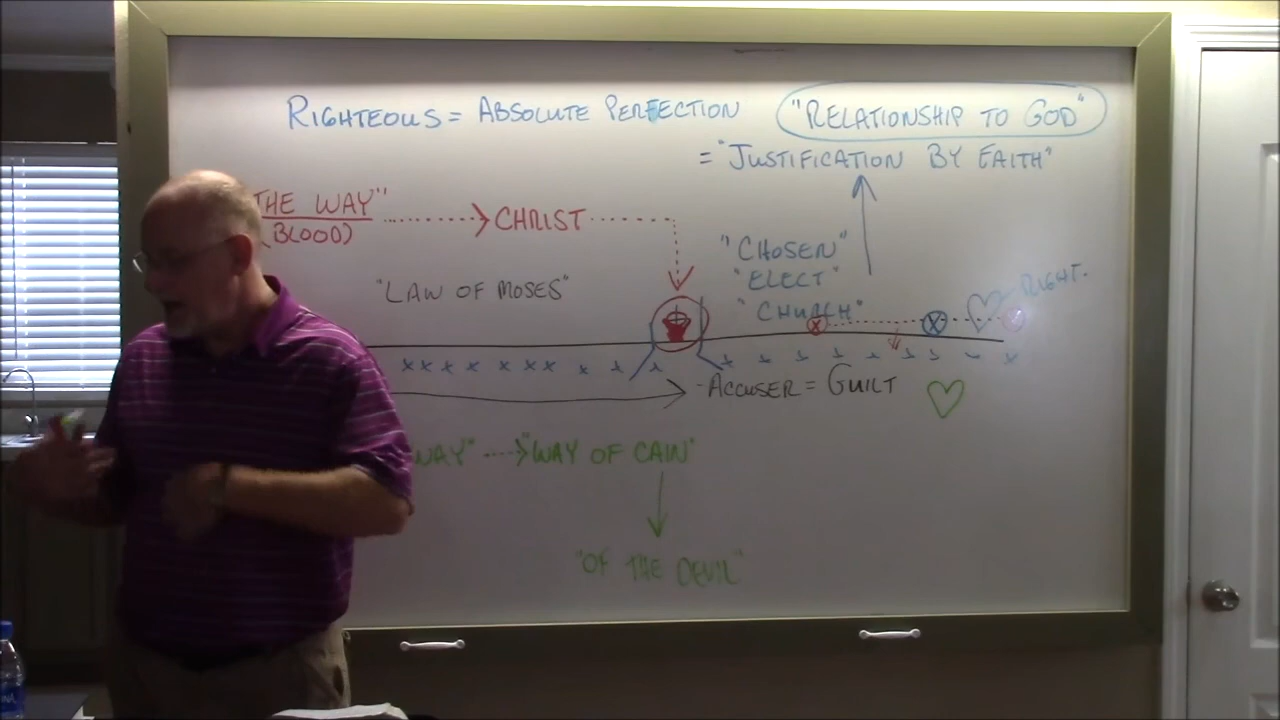 RIGHTEOUS = ABSOLUTE PERFECTION
"RELATIONSHIP TO GOD"
= "JUSTIFICATION BY FAITH"
THE WAY"
(BLOOD)
CHRIST
"LAW OF MOSES"
"CHOSEN"
"ELECT"
"CHURCH"
RIGHT.
x x x x x x x x x x x x x x x x x x
- ACCUSER = GUILT
WAY"
"WAY OF CAIN"
"OF THE DEVIL"